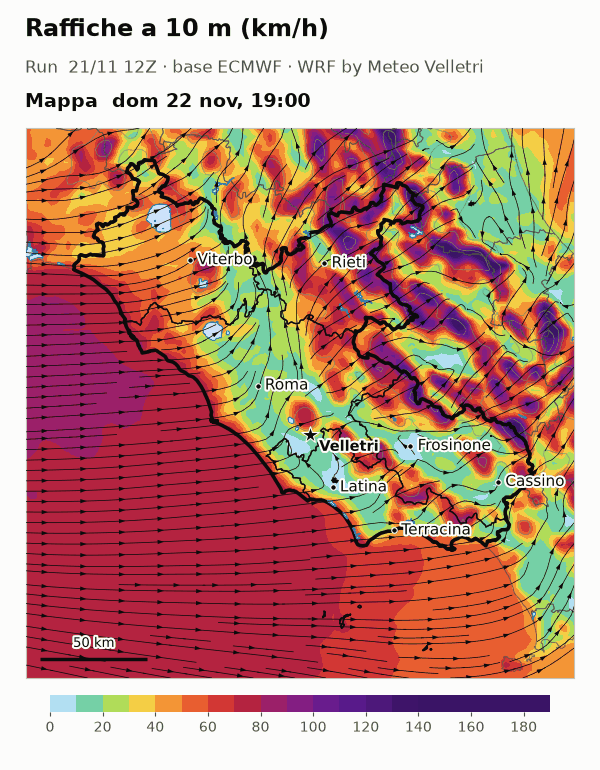 Raffiche a 10 m (km/h)
Run  21/11 12Z · base ECMWF · WRF by Meteo Velletri
Mappa  dom 22 nov, 19:00
Viterbo
Rieti
Roma
Velletri
Frosinone
Latina
Cassino
Terracina
50 km
0 20 40 60 80 100 120 140 160 180